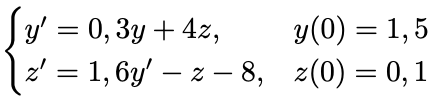 y′ = 0, 3y + 4z, y(0) = 1, 5
z′ = 1, 6y′ − z − 8, z(0) = 0, 1